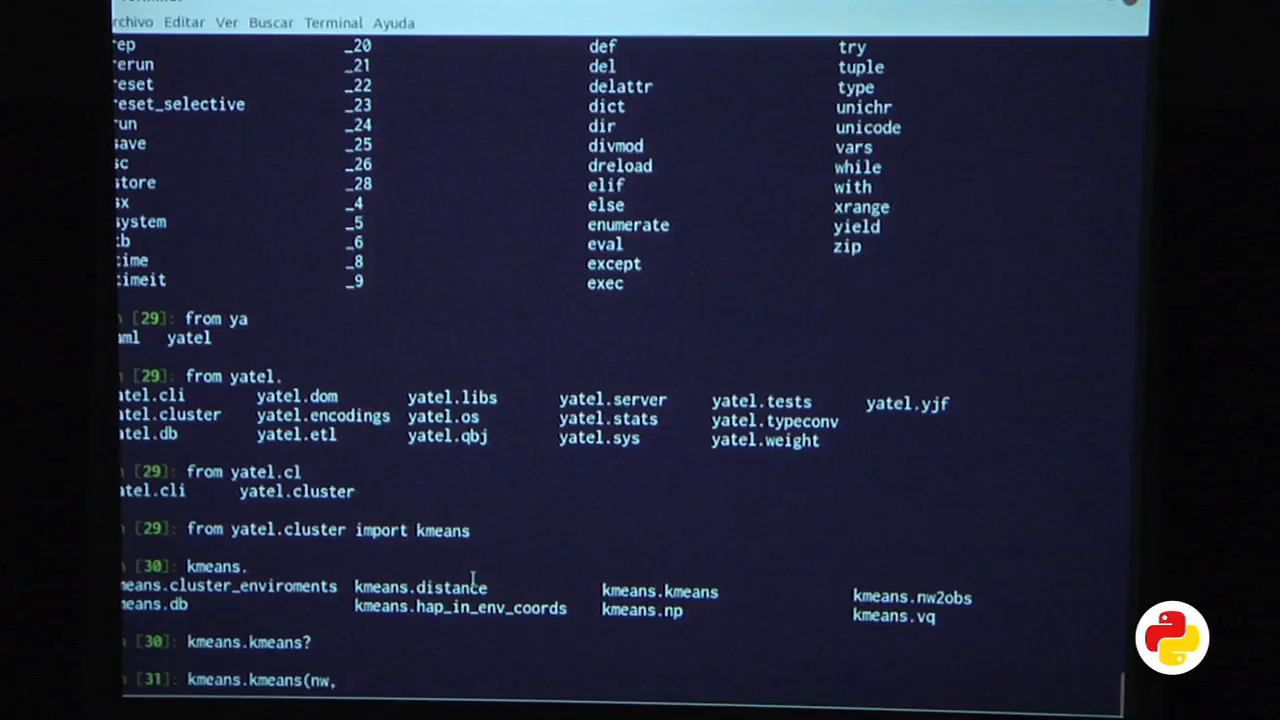 rchivo Editar Ver Buscar Terminal Ayuda
rep _20 def try
rerun _21 del tuple
reset _22 delattr type
reset_selective _23 dict unichr
run _24 dir unicode
save _25 divmod vars
sc _26 dreload while
store _28 elif with
sx _4 else xrange
system _5 enumerate yield
tb _6 eval zip
time _8 except
timeit _9 exec
n [29]: from ya
aml yatel
n [29]: from yatel.
atel.cli yatel.dom yatel.libs yatel.server yatel.tests yatel.yjf
atel.cluster yatel.encodings yatel.os yatel.stats yatel.typeconv
atel.db yatel.etl yatel.qbj yatel.sys yatel.weight
n [29]: from yatel.cl
atel.cli yatel.cluster
n [29]: from yatel.cluster import kmeans
n [30]: kmeans.
means.cluster_enviroments kmeans.distance kmeans.kmeans kmeans.nw2obs
means.db kmeans.hap_in_env_coords kmeans.np kmeans.vq
n [30]: kmeans.kmeans?
n [31]: kmeans.kmeans(nw,